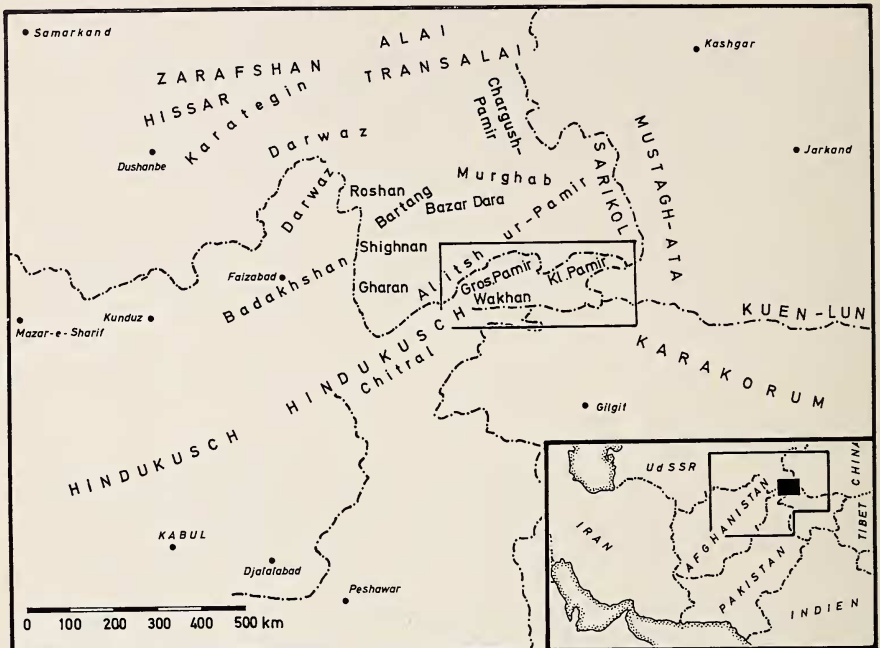 Samarkand
ALAI
Kashgar
ZARAFSHAN
TRANSALAI
HISSAR
Karategin
Chargush-
Pamir
MUSTAGH-ATA
Dushanbe
Darwaz
Jarkand
SARIKOL
Darwaz
Roshan
Murghab
Bartang
Bazar Dara
Shighnan
Alitshur-Pamir
Faizabad
Badakhshan
Gharan
Gros.Pamir
Kl.Pamir
Wakhan
Kunduz
Mazar-e-Sharif
KUEN-LUN
HINDUKUSCH
Chitral
KARAKORUM
Gilgit
HINDUKUSCH
KABUL
Djalalabad
Peshawar
0 100 200 300 400 500 km
UdSSR
CHINA
IRAN
AFGHANISTAN
TIBET
PAKISTAN
INDIEN